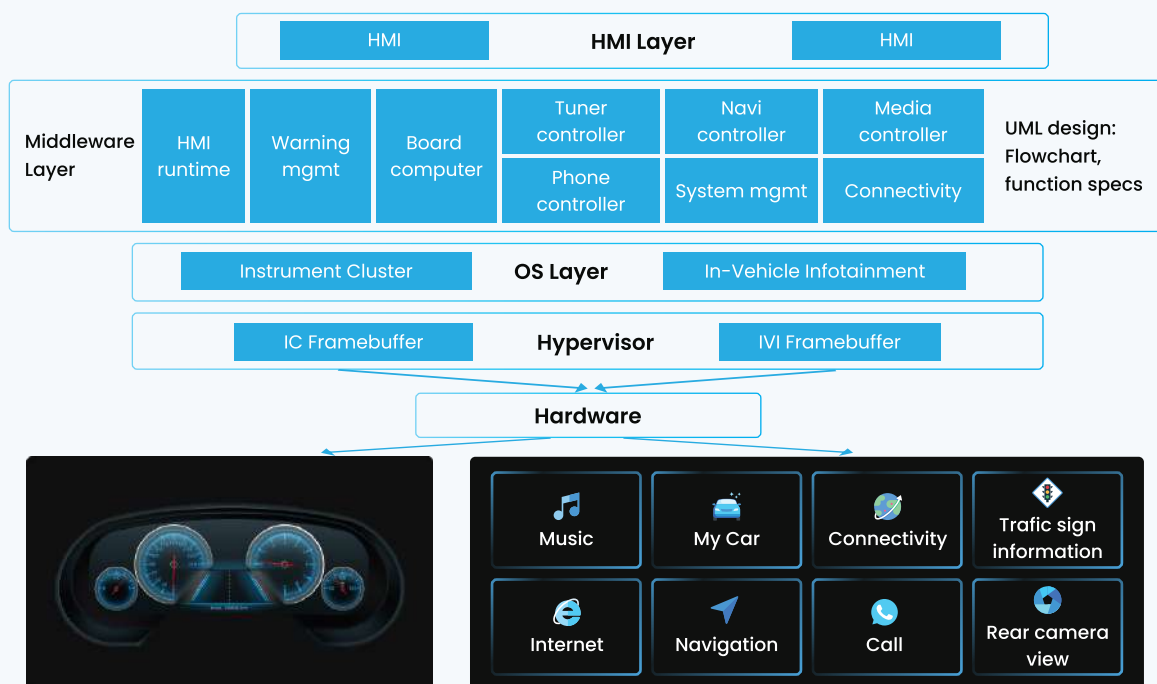 HMI
HMI Layer
HMI
Middleware
Layer
HMI
runtime
Warning
mgmt
Board
computer
Tuner
controller
Navi
controller
Media
controller
Phone
controller
System mgmt
Connectivity
UML design:
Flowchart,
function specs
Instrument Cluster
OS Layer
In-Vehicle Infotainment
IC Framebuffer
Hypervisor
IVI Framebuffer
Hardware
Music
My Car
Connectivity
Trafic sign
information
Internet
Navigation
Call
Rear camera
view